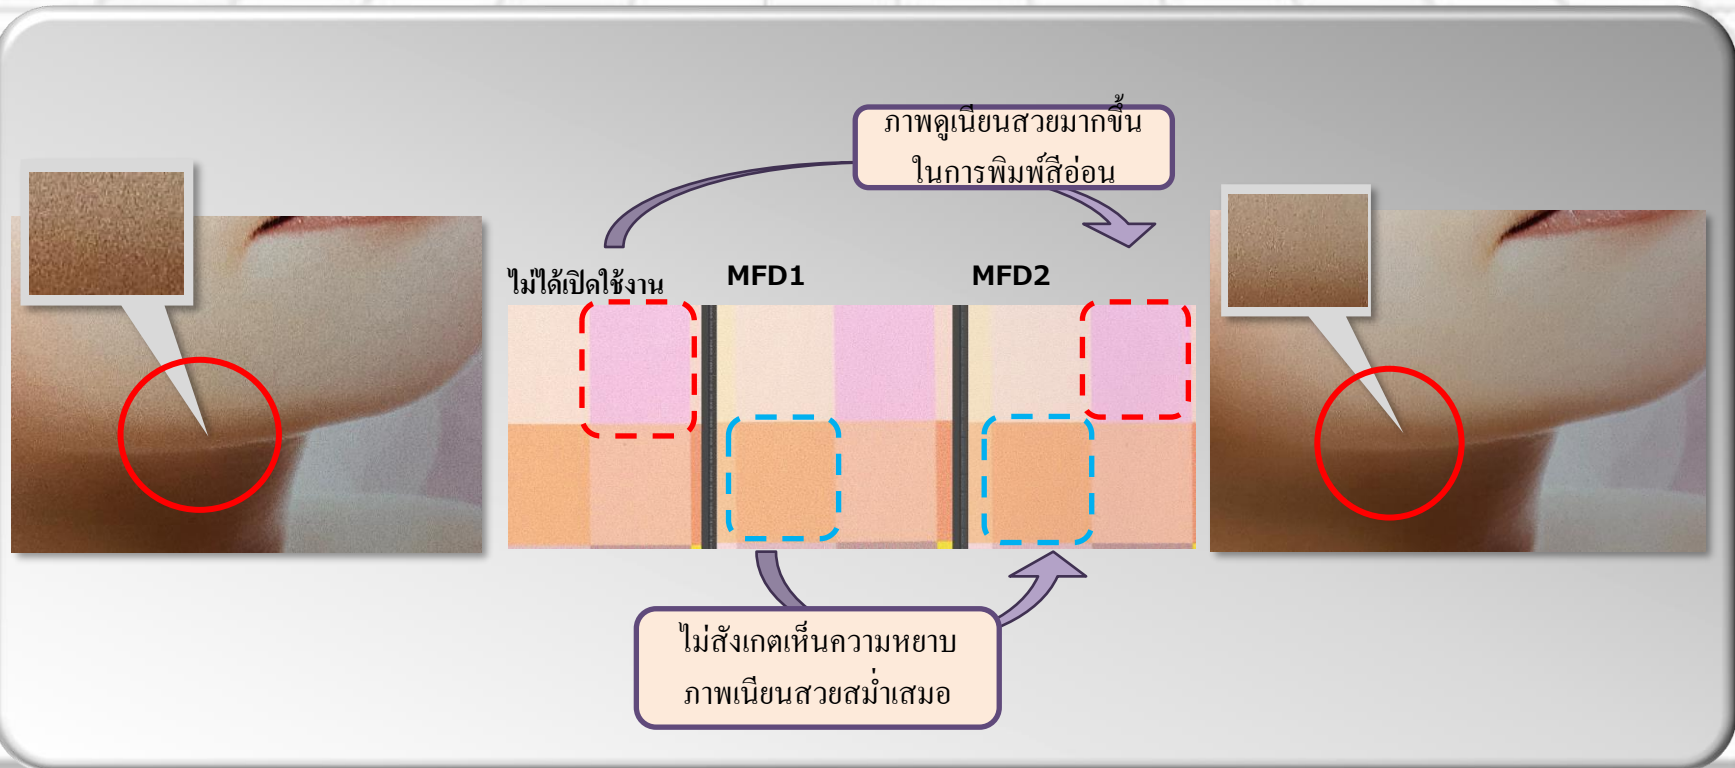 ภาพดูเนียนสวยมากขึ้น
ในการพิมพ์สีอ่อน
ไม่ได้เปิดใช้งาน
MFD1
MFD2
ไม่สังเกตเห็นความหยาบ
ภาพเนียนสวยสม่ำเสมอ